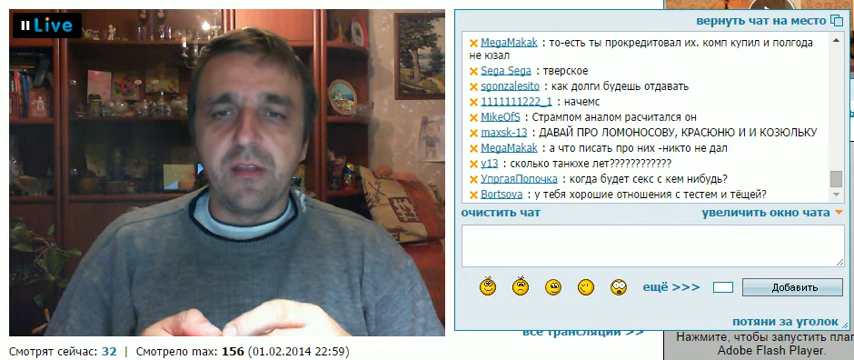 Live
вернуть чат на место
MegaMakak : то-есть ты прокредитовал их. комп купил и полгода
не юзал
Sega Sega : тверское
sgonzalesito : как долги будешь отдавать
1111111222_1 : начемс
MikeOfS : Страпом аналом расчитался он
maxsk-13 : ДАВАЙ ПРО ЛОМОНОСОВУ, КРАСЮНЮ И И КОЗЮЛЬКУ
MegaMakak : а что писать про них -никто не дал
v13 : сколько танюхе лет????????????
УпргаяПопочка : когда будет секс с кем нибудь?
Bortsova : у тебя хорошие отношения с тестем и тёщей?
очистить чат
увеличить окно чата
ещё >>>
Добавить
потяни за уголок
все трансляции >>
Смотрят сейчас: 32 | Смотрело max: 156 (01.02.2014 22:59)
Нажмите, чтобы запустить плаг
Adobe Flash Player.